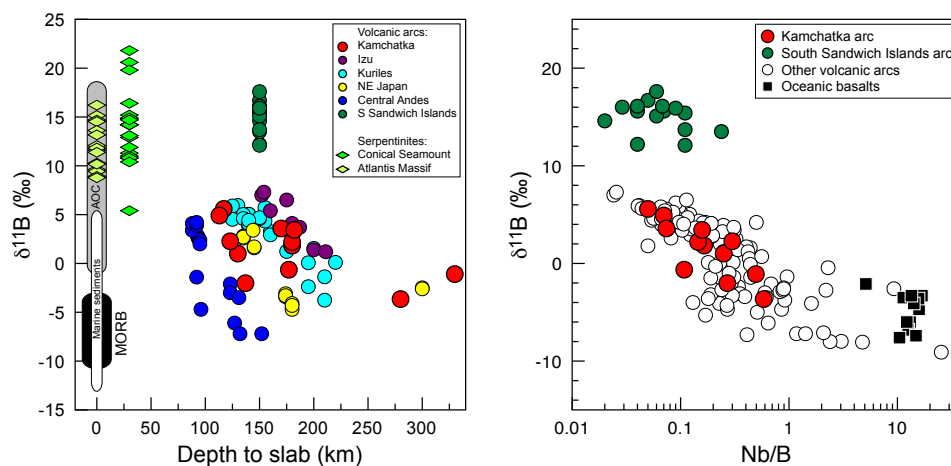 25
20
15
10
5
0
-5
-10
-15
δ¹¹B (‰)
AOC
Marine sediments
MORB
Volcanic arcs:
Kamchatka
Izu
Kuriles
NE Japan
Central Andes
S Sandwich Islands
Serpentinites:
Conical Seamount
Atlantis Massif
0 50 100 150 200 250 300
Depth to slab (km)
20
10
0
-10
δ¹¹B (‰)
Kamchatka arc
South Sandwich Islands arc
Other volcanic arcs
Oceanic basalts
0.01 0.1 1 10
Nb/B